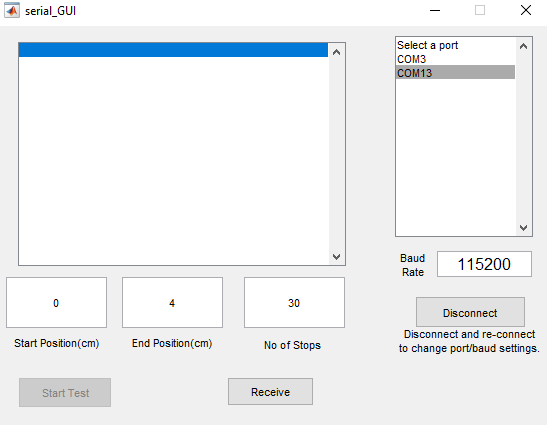 serial_GUI
Select a port
COM3
COM13
Baud
Rate
115200
0
4
30
Disconnect
Start Position(cm)
End Position(cm)
No of Stops
Disconnect and re-connect
to change port/baud settings.
Start Test
Receive